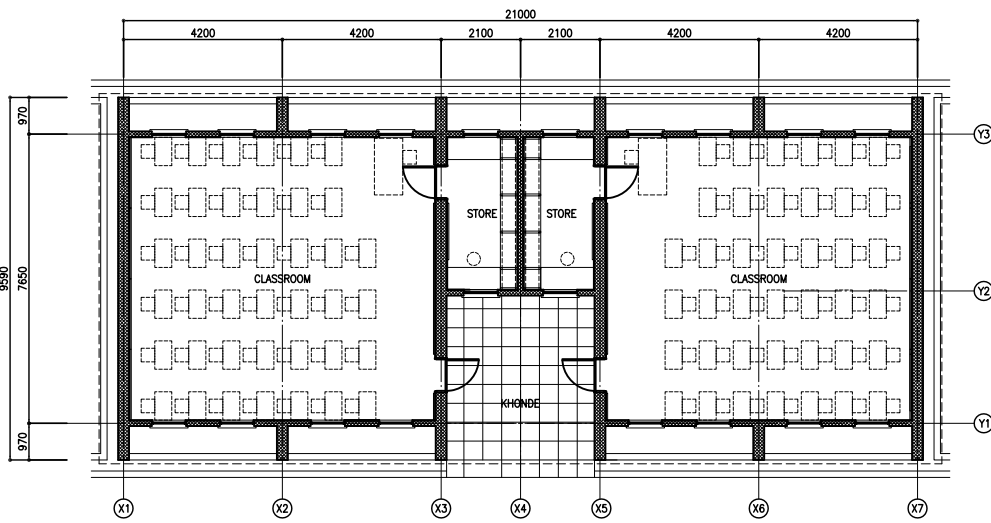 21000
4200 4200 2100 2100 4200 4200
970
Y3
STORE STORE
9590
7650
CLASSROOM CLASSROOM
Y2
KHONDE
970
Y1
X1 X2 X3 X4 X5 X6 X7